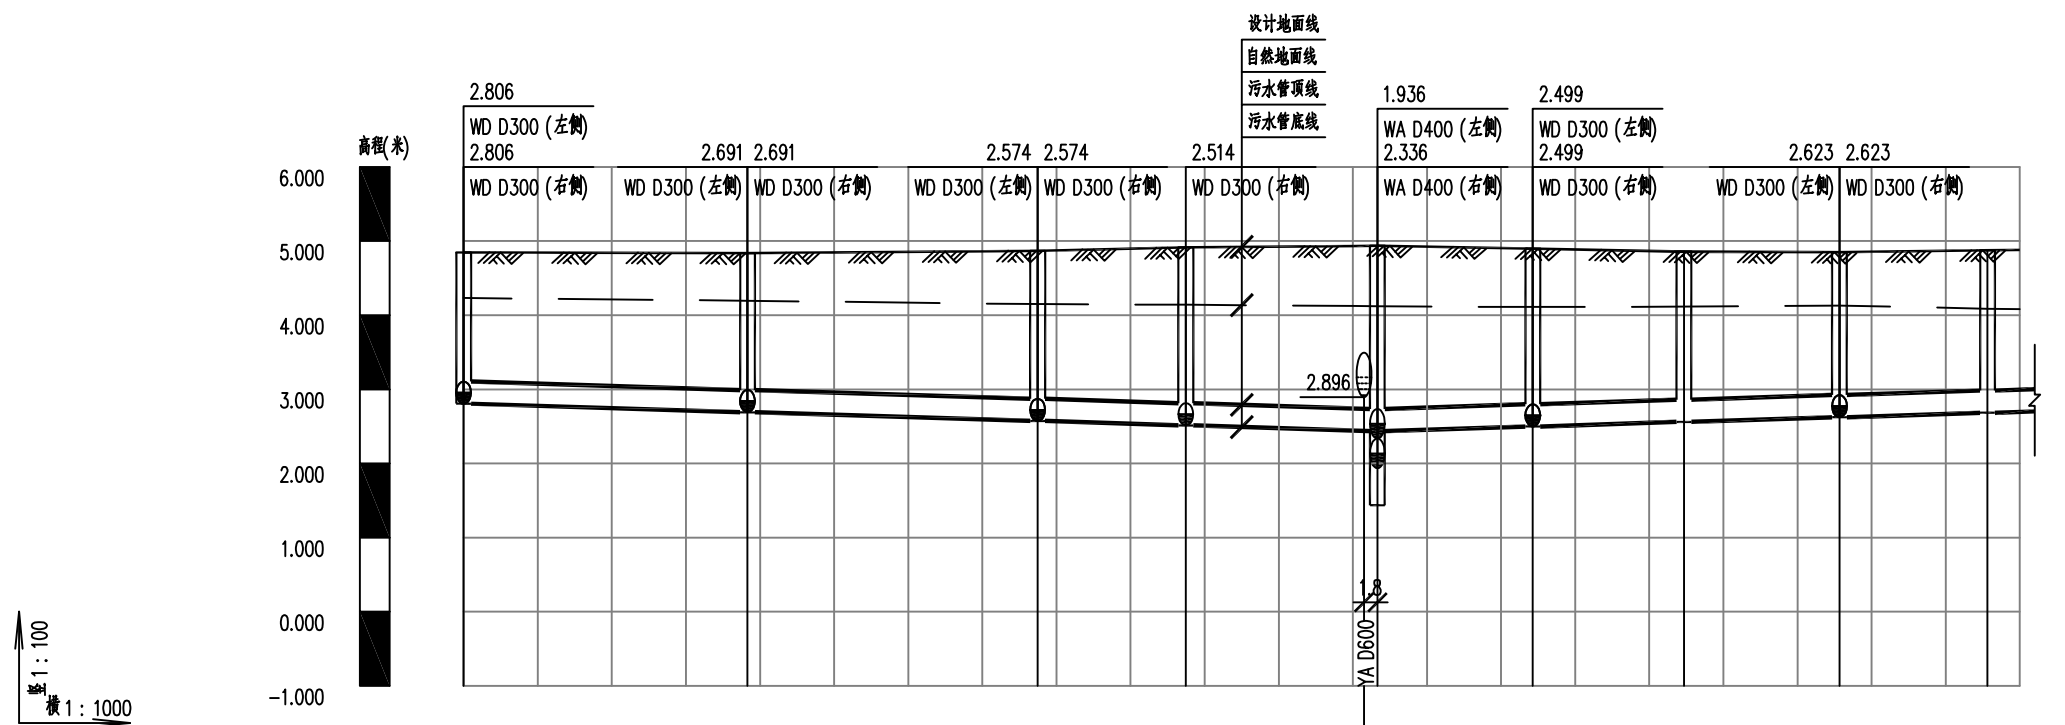 设计地面线
自然地面线
污水管顶线
污水管底线
2.806
WD D300 (左侧)
2.806
WD D300 (右侧)
2.691
WD D300 (左侧)
2.691
WD D300 (右侧)
2.574
WD D300 (左侧)
2.574
WD D300 (右侧)
2.514
WD D300 (右侧)
1.936
WA D400 (左侧)
2.336
WA D400 (右侧)
2.499
WD D300 (左侧)
2.499
WD D300 (右侧)
2.623
WD D300 (左侧)
2.623
WD D300 (右侧)
高程(米)
6.000
5.000
4.000
3.000
2.000
1.000
0.000
-1.000
2.896
1.8
YA D600
竖 1：100
横 1：1000